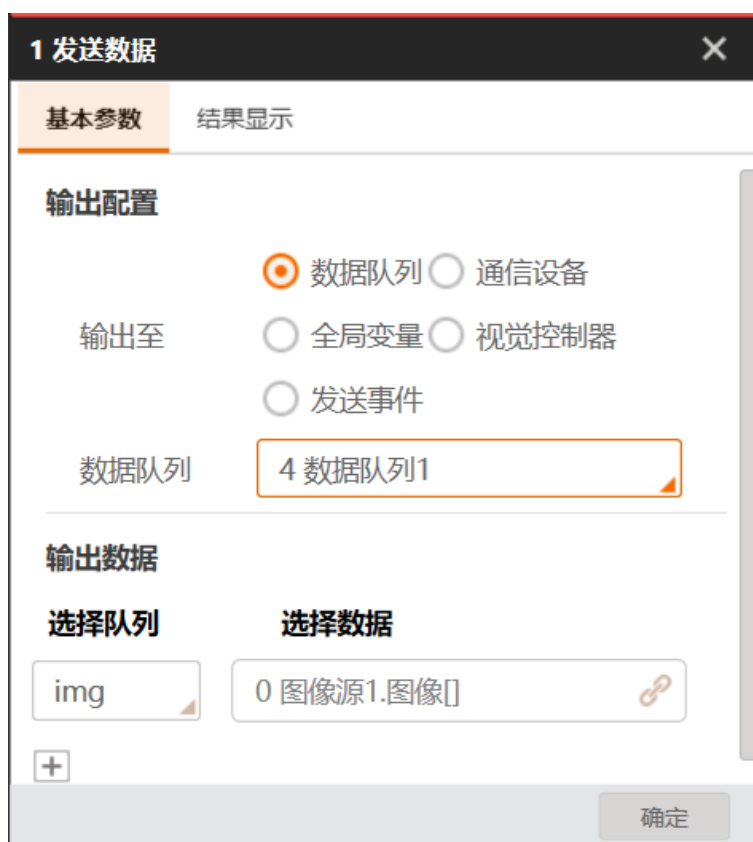 1 发送数据
基本参数 结果显示
输出配置
数据队列 通信设备
输出至 全局变量 视觉控制器
发送事件
数据队列 4 数据队列1
输出数据
选择队列 选择数据
img 0 图像源1.图像[]
确定